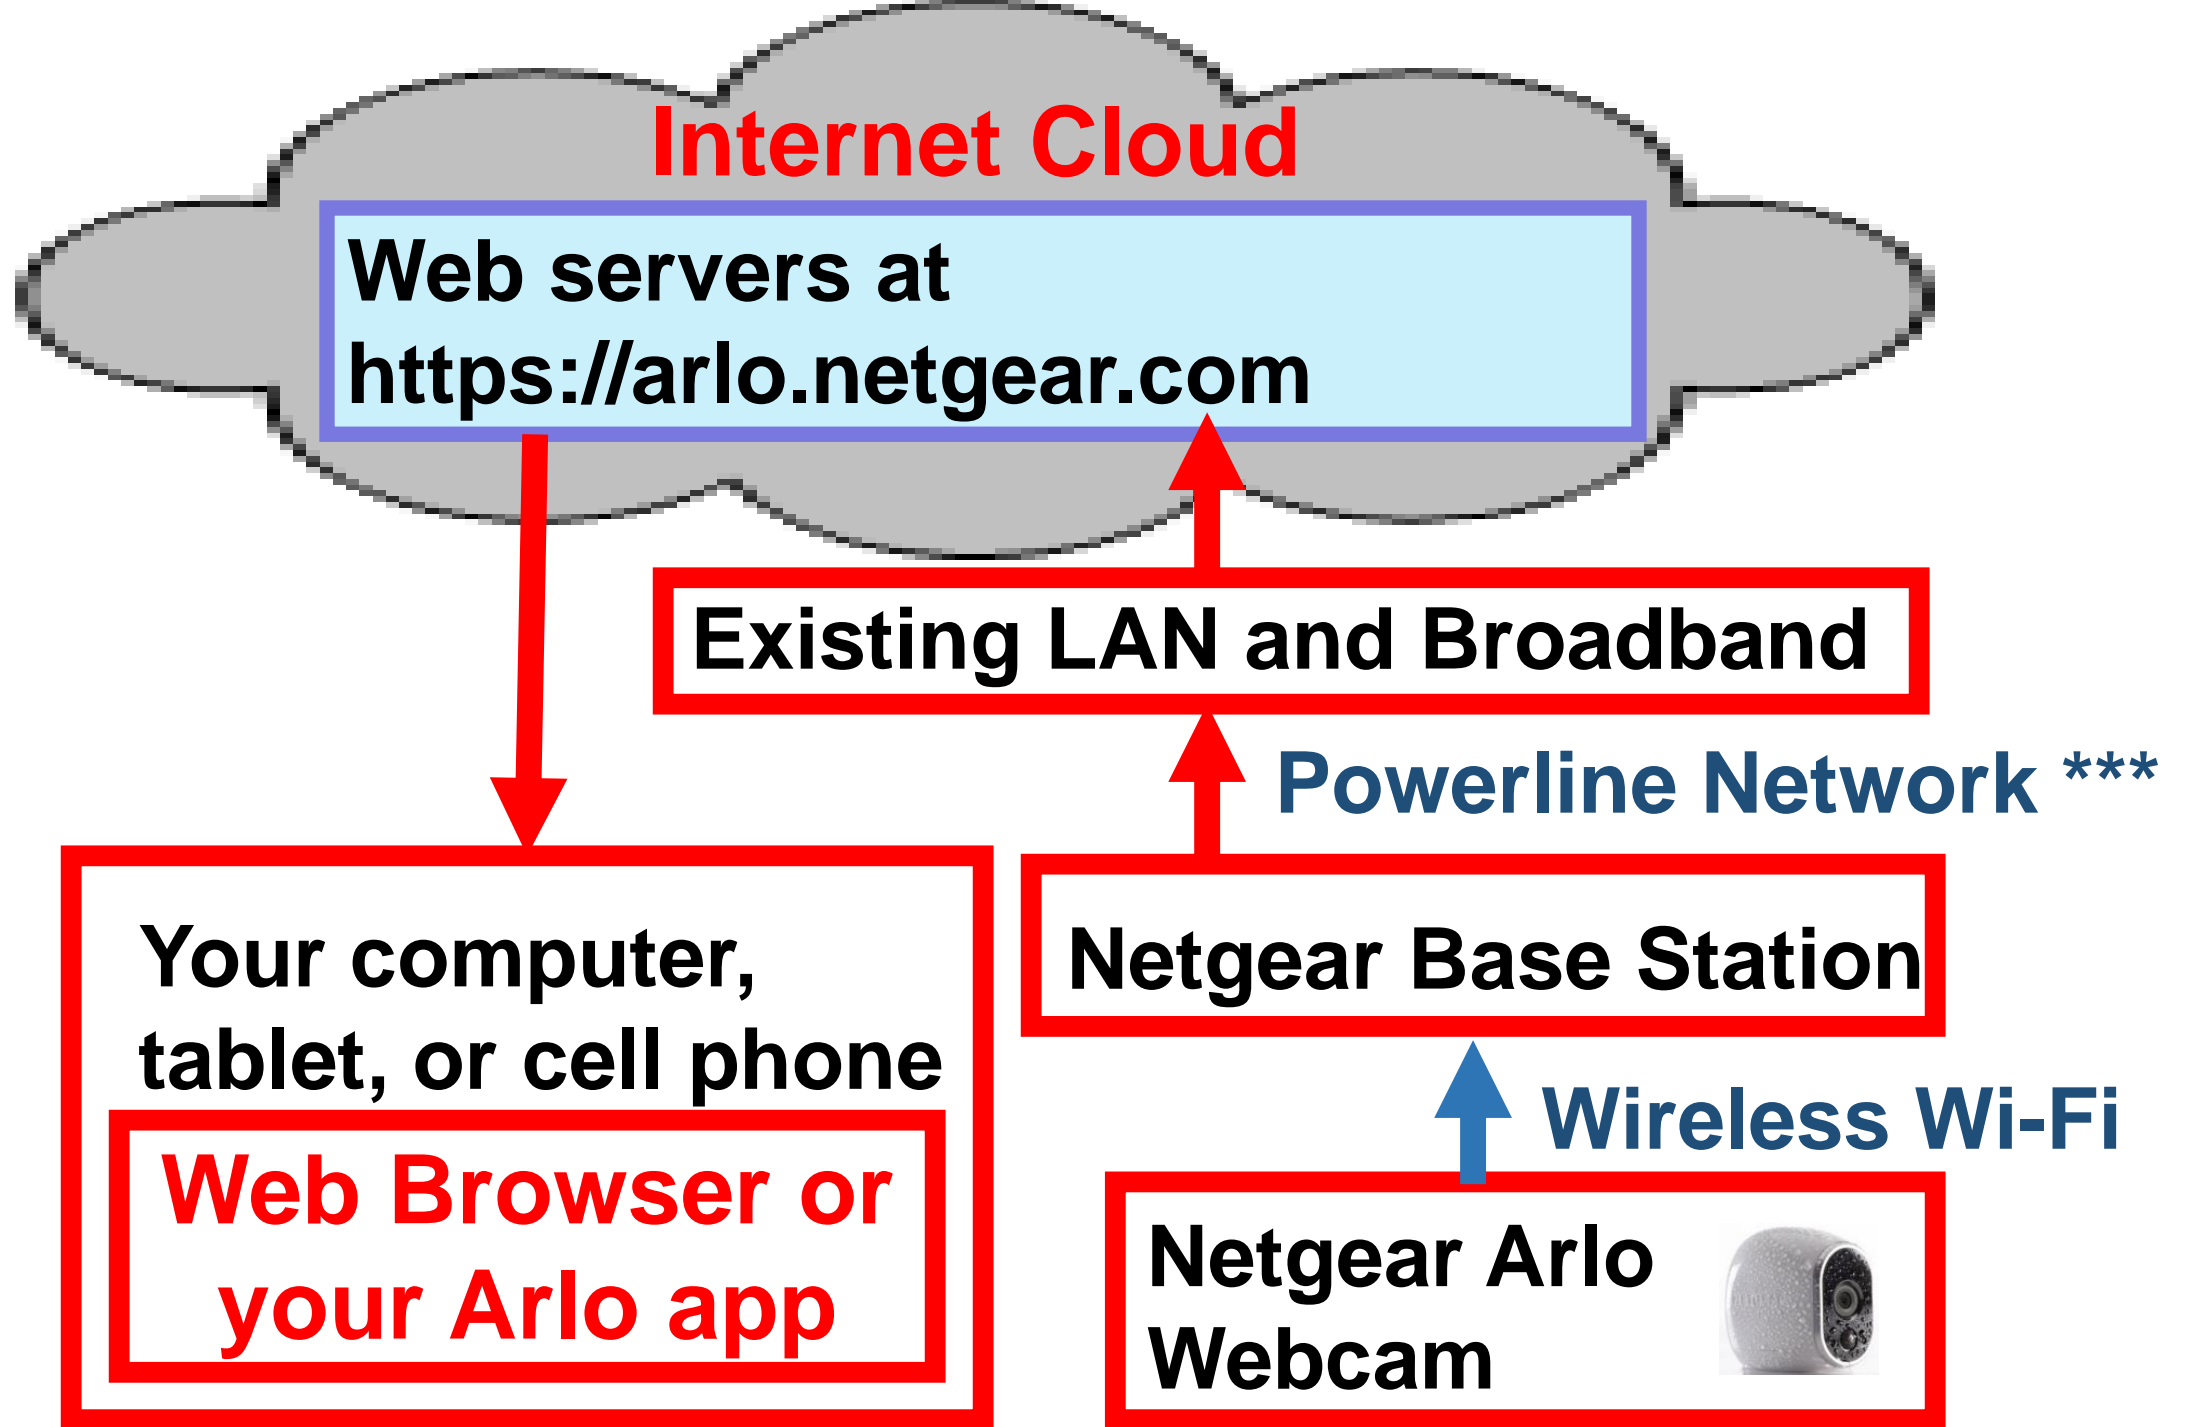 Internet Cloud
Web servers at
https://arlo.netgear.com
Existing LAN and Broadband
Powerline Network ***
Netgear Base Station
Wireless Wi-Fi
Netgear Arlo
Webcam
Your computer,
tablet, or cell phone
Web Browser or
your Arlo app